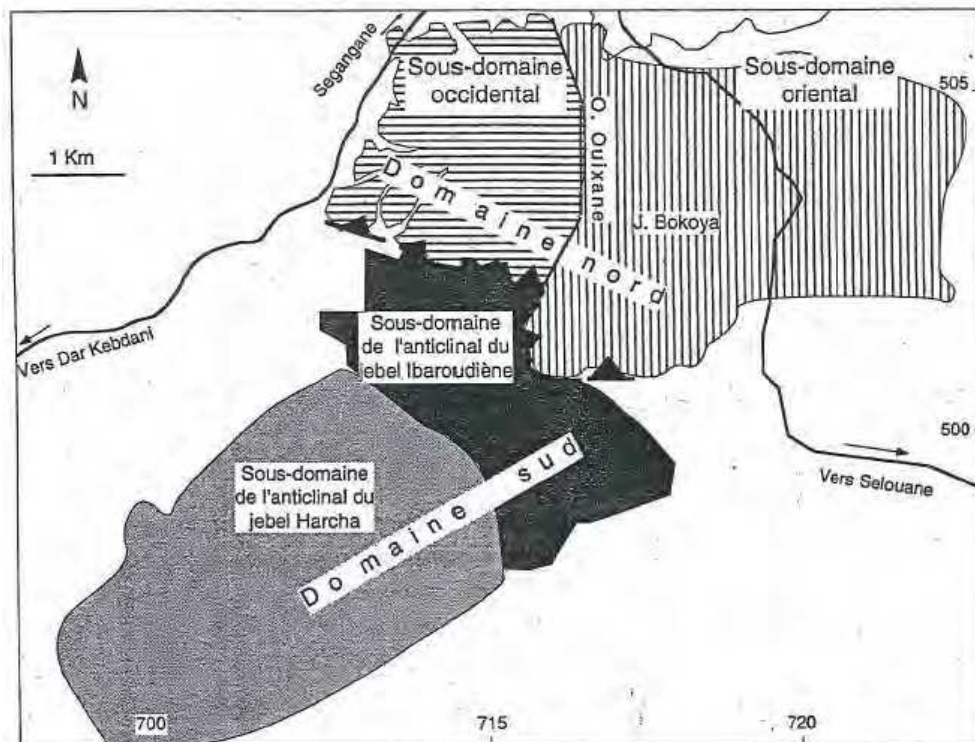 Segangane
Sous-domaine
occidental
Sous-domaine
oriental
505
N
1 Km
O. Ouixane
Domaine nord
J. Bokoya
Sous-domaine
de l'anticlinal du
jebel Ibaroudiène
Vers Dar Kebdani
500
Vers Selouane
Sous-domaine
de l'anticlinal du
jebel Harcha
Domaine sud
700
715
720